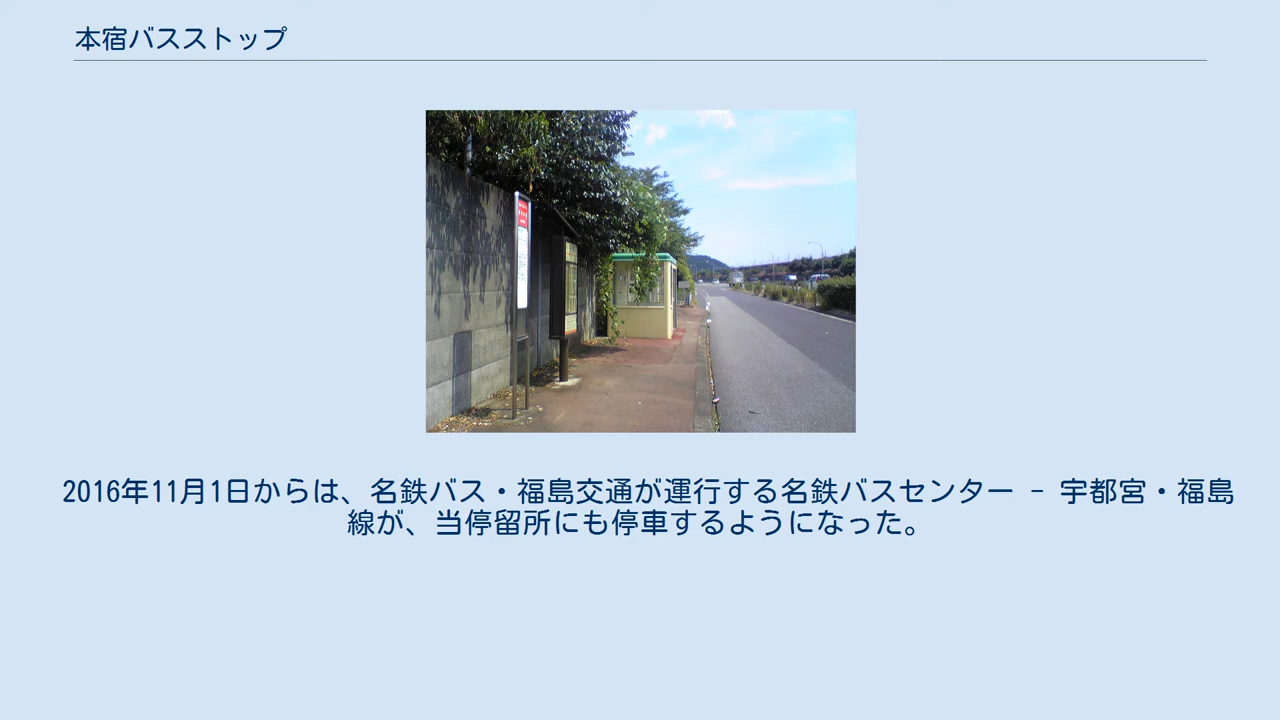 本宿バスストップ
2016年11月1日からは、名鉄バス・福島交通が運行する名鉄バスセンター － 宇都宮・福島
線が、当停留所にも停車するようになった。